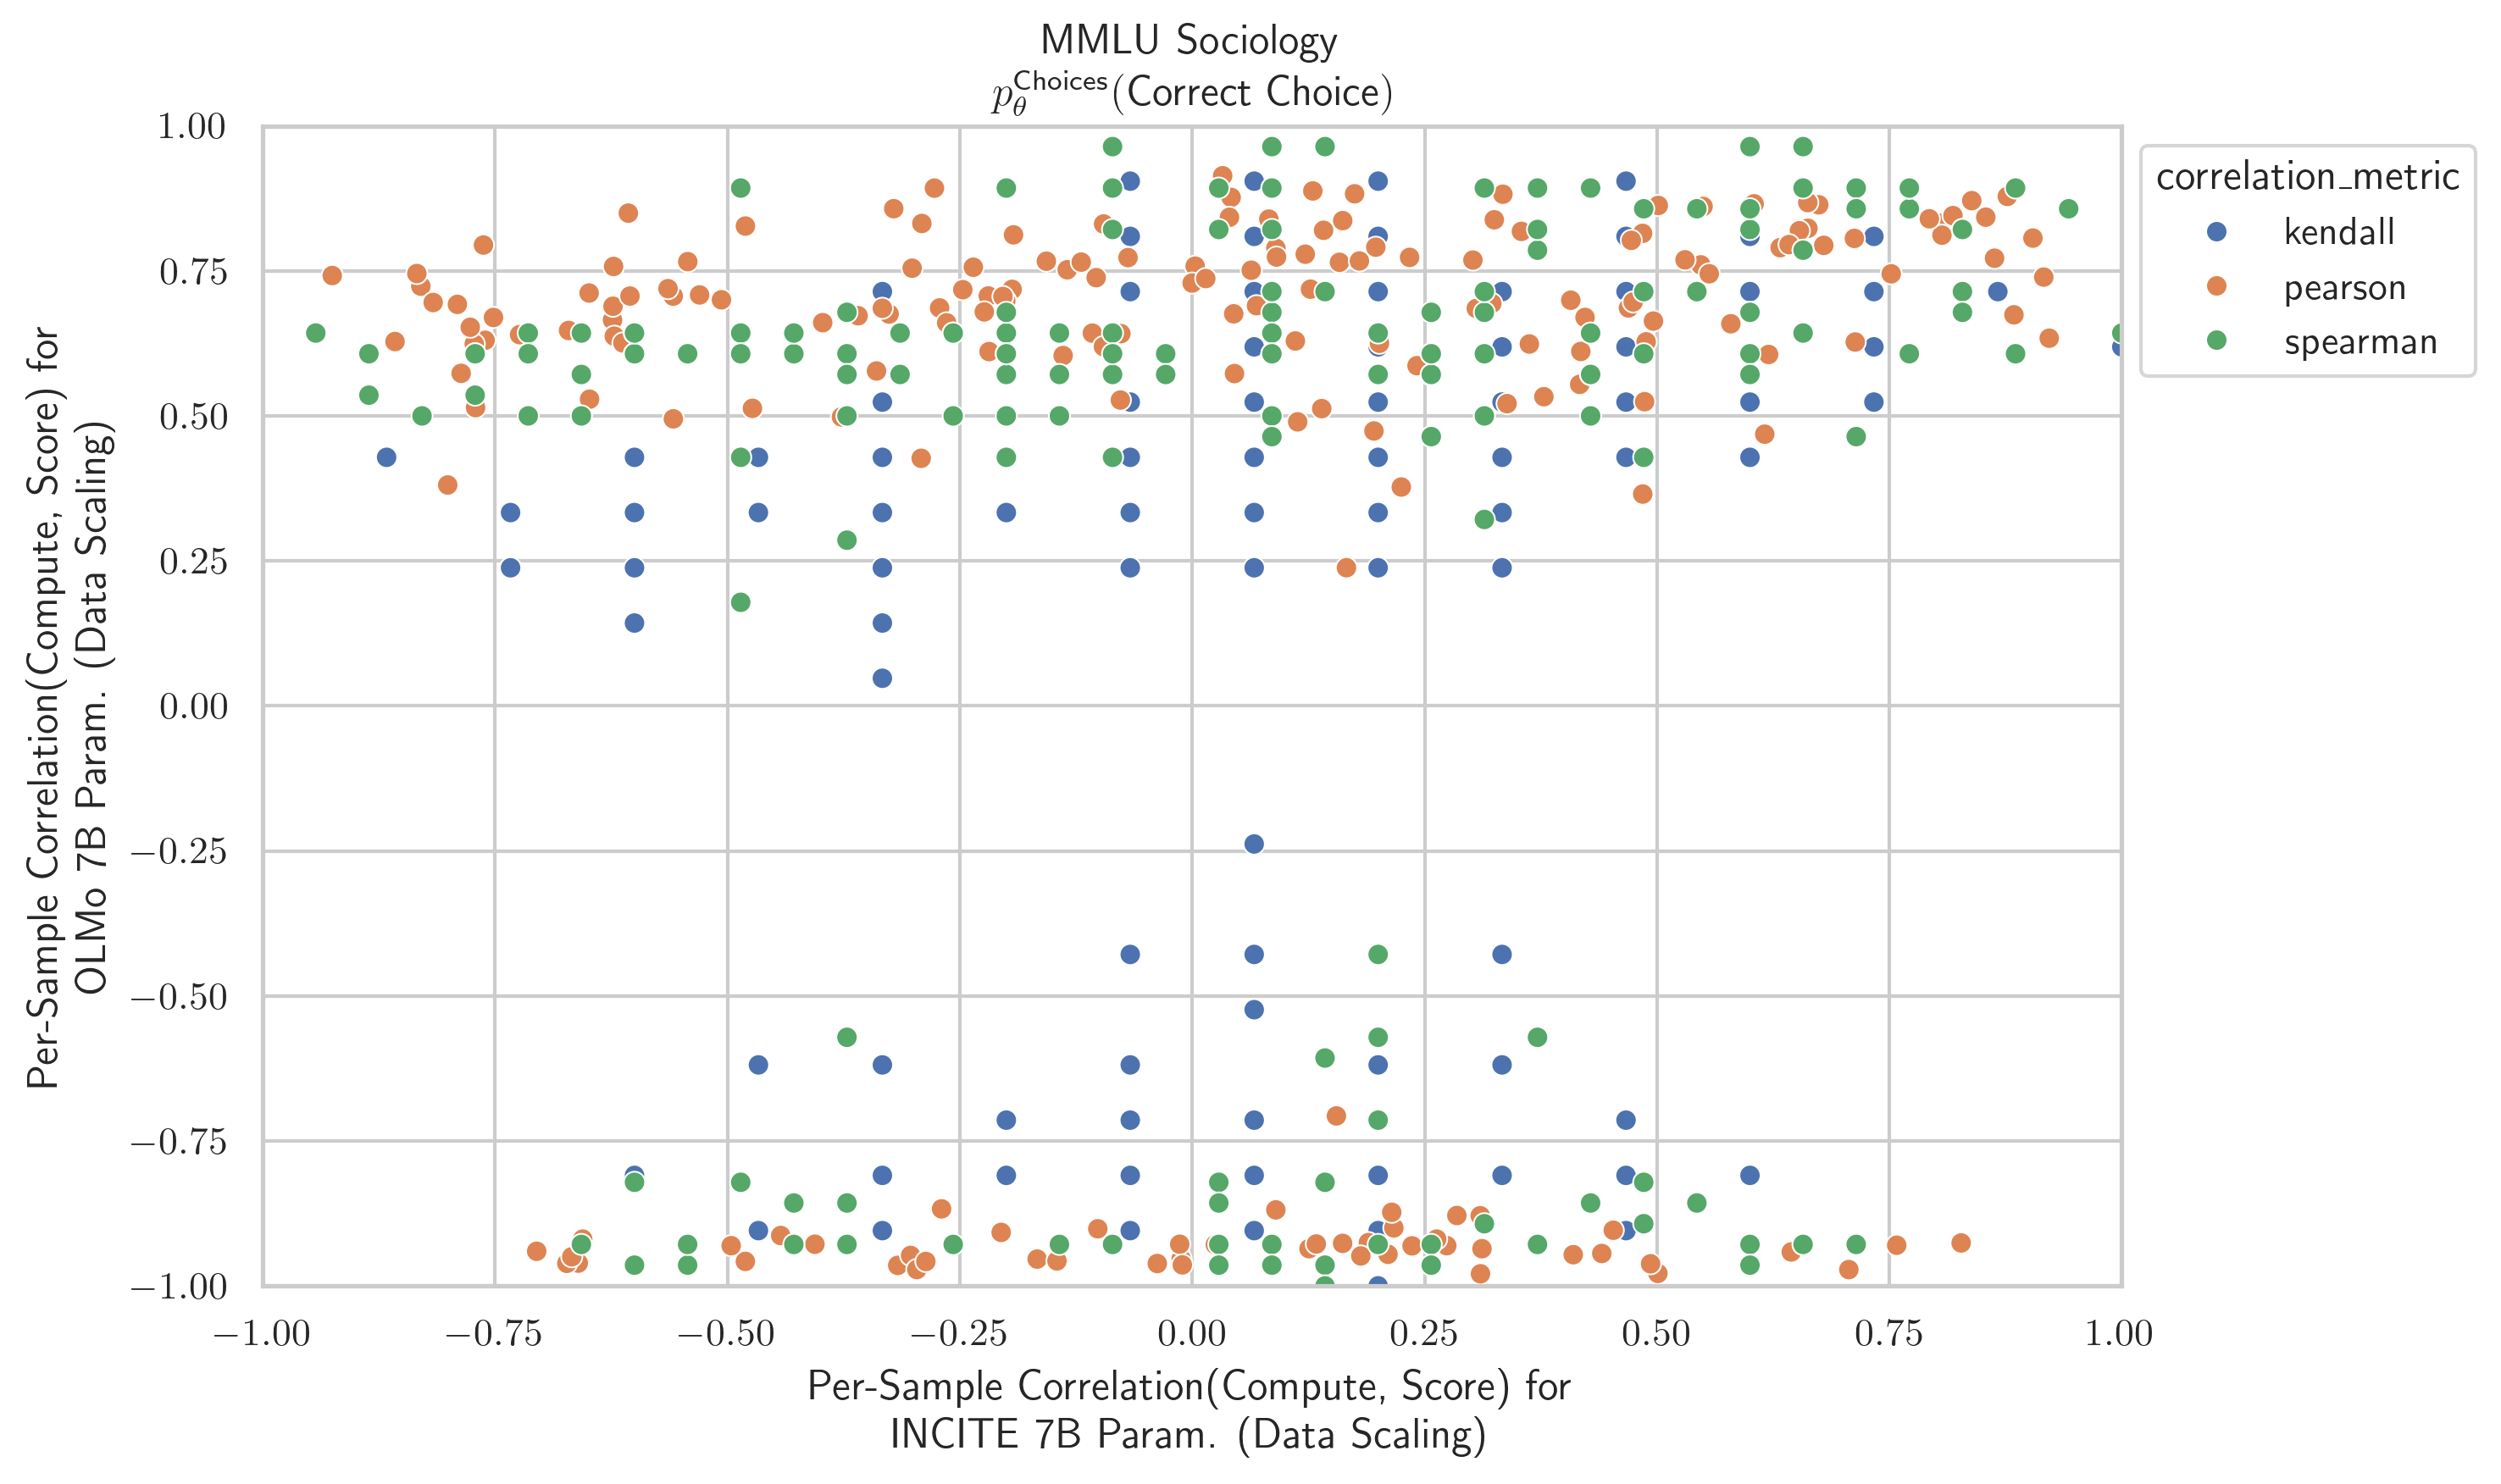 MMLU Sociology
p_θ^Choices(Correct Choice)
1.00
0.75
0.50
0.25
0.00
−0.25
−0.50
−0.75
−1.00
Per-Sample Correlation(Compute, Score) for
OLMo 7B Param. (Data Scaling)
−1.00 −0.75 −0.50 −0.25 0.00 0.25 0.50 0.75 1.00
Per-Sample Correlation(Compute, Score) for
INCITE 7B Param. (Data Scaling)
correlation_metric
kendall
pearson
spearman